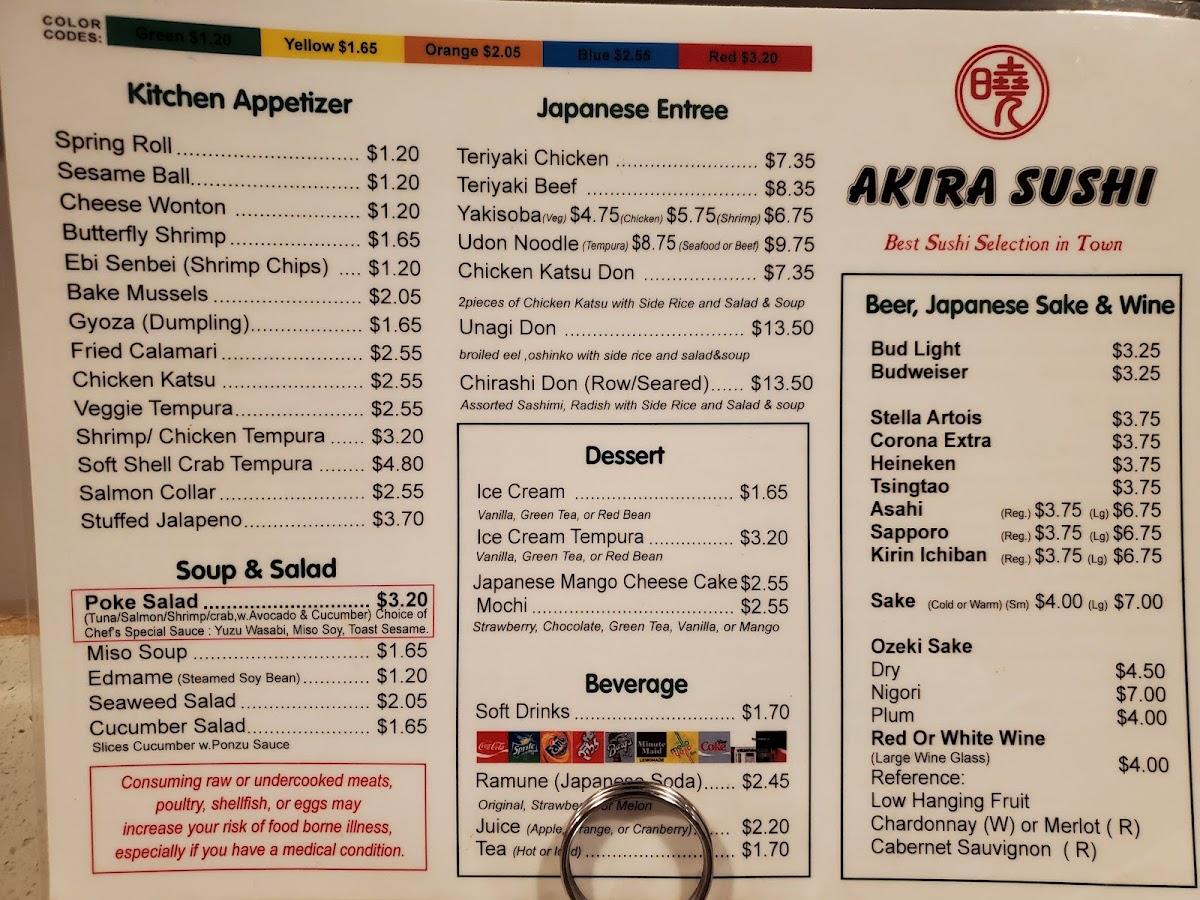 COLOR
CODES:
Green $1.20 Yellow $1.65 Orange $2.05 Blue $2.55 Red $3.20
Kitchen Appetizer
Spring Roll ........ $1.20
Sesame Ball ........ $1.20
Cheese Wonton ........ $1.20
Butterfly Shrimp ........ $1.65
Ebi Senbei (Shrimp Chips) .... $1.20
Bake Mussels ........ $2.05
Gyoza (Dumpling) ........ $1.65
Fried Calamari ........ $2.55
Chicken Katsu ........ $2.55
Veggie Tempura ........ $2.55
Shrimp/ Chicken Tempura ...... $3.20
Soft Shell Crab Tempura ........ $4.80
Salmon Collar ........ $2.55
Stuffed Jalapeno ........ $3.70
Soup & Salad
Poke Salad ........ $3.20
(Tuna/Salmon/Shrimp/crab,w.Avocado & Cucumber) Choice of
Chef's Special Sauce : Yuzu Wasabi, Miso Soy, Toast Sesame.
Miso Soup ........ $1.65
Edmame (Steamed Soy Bean) ........ $1.20
Seaweed Salad ........ $2.05
Cucumber Salad ........ $1.65
Slices Cucumber w.Ponzu Sauce
Consuming raw or undercooked meats,
poultry, shellfish, or eggs may
increase your risk of food borne illness,
especially if you have a medical condition.
Japanese Entree
Teriyaki Chicken ........ $7.35
Teriyaki Beef ........ $8.35
Yakisoba (Veg) $4.75 (Chicken) $5.75 (Shrimp) $6.75
Udon Noodle (Tempura) $8.75 (Seafood or Beef) $9.75
Chicken Katsu Don ........ $7.35
2pieces of Chicken Katsu with Side Rice and Salad & Soup
Unagi Don ........ $13.50
broiled eel ,oshinko with side rice and salad&soup
Chirashi Don (Row/Seared)...... $13.50
Assorted Sashimi, Radish with Side Rice and Salad & soup
Dessert
Ice Cream ........ $1.65
Vanilla, Green Tea, or Red Bean
Ice Cream Tempura ........ $3.20
Vanilla, Green Tea, or Red Bean
Japanese Mango Cheese Cake $2.55
Mochi ........ $2.55
Strawberry, Chocolate, Green Tea, Vanilla, or Mango
Beverage
Soft Drinks ........ $1.70
Coca-Cola Sprite Fanta Barq's Minute Maid LEMONADE Coke
Ramune (Japanese Soda)...... $2.45
Original, Strawbe or Melon
Juice (Apple, range, or Cranberry) .... $2.20
Tea (Hot or Iced) ........ $1.70
曉
AKIRA SUSHI
Best Sushi Selection in Town
Beer, Japanese Sake & Wine
Bud Light $3.25
Budweiser $3.25
Stella Artois $3.75
Corona Extra $3.75
Heineken $3.75
Tsingtao $3.75
Asahi (Reg.) $3.75 (Lg) $6.75
Sapporo (Reg.) $3.75 (Lg) $6.75
Kirin Ichiban (Reg.) $3.75 (Lg) $6.75
Sake (Cold or Warm) (Sm) $4.00 (Lg) $7.00
Ozeki Sake
Dry $4.50
Nigori $7.00
Plum $4.00
Red Or White Wine
(Large Wine Glass) $4.00
Reference:
Low Hanging Fruit
Chardonnay (W) or Merlot ( R)
Cabernet Sauvignon ( R)